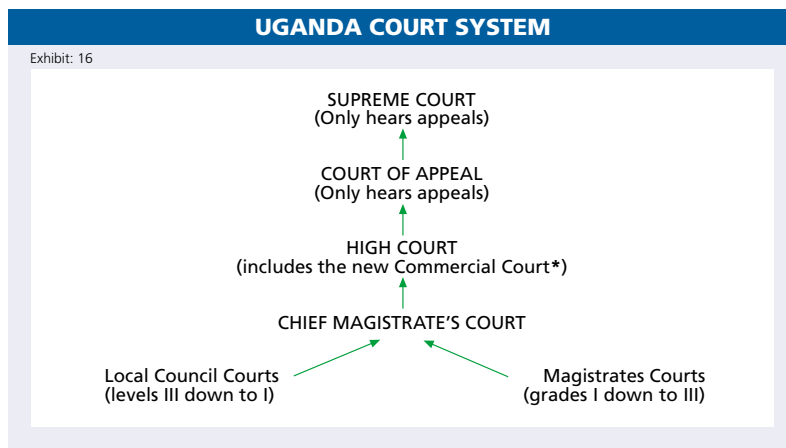 UGANDA COURT SYSTEM
Exhibit: 16
SUPREME COURT
(Only hears appeals)
COURT OF APPEAL
(Only hears appeals)
HIGH COURT
(includes the new Commercial Court*)
CHIEF MAGISTRATE'S COURT
Local Council Courts
(levels III down to I)
Magistrates Courts
(grades I down to III)